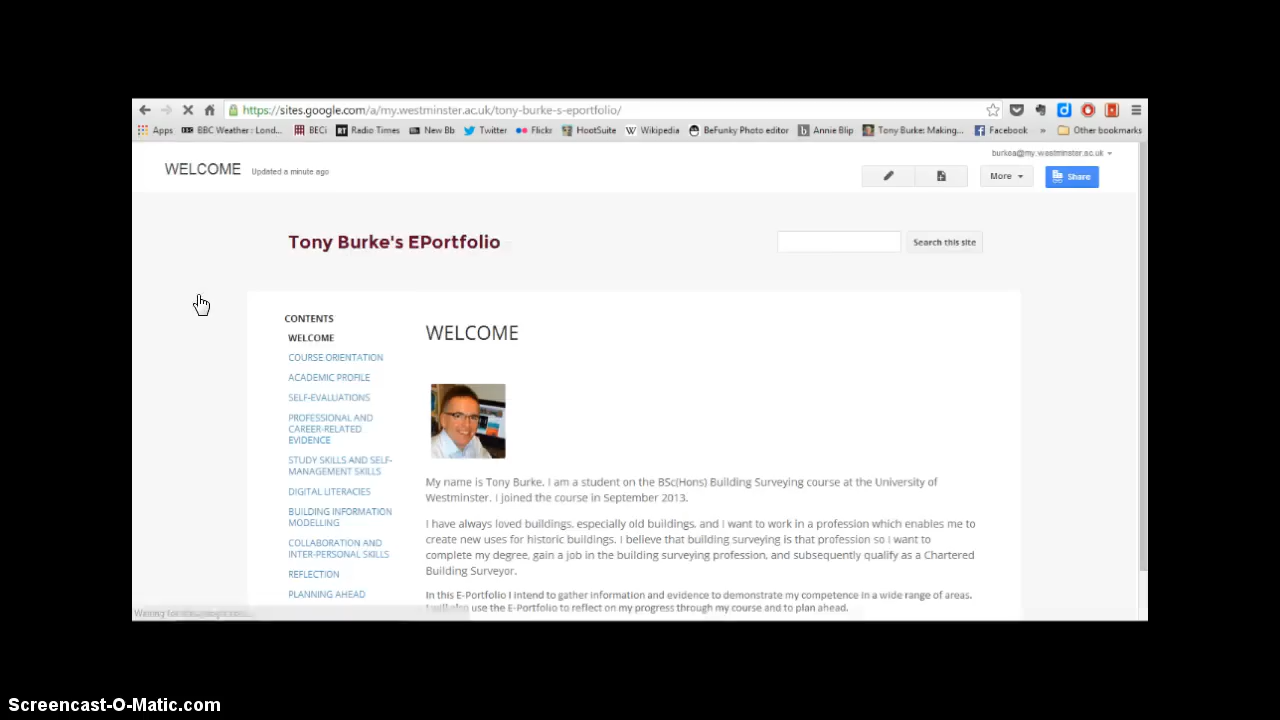 https://sites.google.com/a/my.westminster.ac.uk/tony-burke-s-eportfolio/
Apps BBC Weather : Lond... BECi Radio Times New Bb Twitter Flickr HootSuite Wikipedia BeFunky Photo editor Annie Blip Tony Burke: Making... Facebook » Other bookmarks
burkea@my.westminster.ac.uk
WELCOME Updated a minute ago
More Share
Tony Burke's EPortfolio
Search this site
CONTENTS
WELCOME
COURSE ORIENTATION
ACADEMIC PROFILE
SELF-EVALUATIONS
PROFESSIONAL AND
CAREER-RELATED
EVIDENCE
STUDY SKILLS AND SELF-
MANAGEMENT SKILLS
DIGITAL LITERACIES
BUILDING INFORMATION
MODELLING
COLLABORATION AND
INTER-PERSONAL SKILLS
REFLECTION
PLANNING AHEAD
WELCOME
My name is Tony Burke. I am a student on the BSc(Hons) Building Surveying course at the University of
Westminster. I joined the course in September 2013.
I have always loved buildings, especially old buildings, and I want to work in a profession which enables me to
create new uses for historic buildings. I believe that building surveying is that profession so I want to
complete my degree, gain a job in the building surveying profession, and subsequently qualify as a Chartered
Building Surveyor.
In this E-Portfolio I intend to gather information and evidence to demonstrate my competence in a wide range of areas.
I will also use the E-Portfolio to reflect on my progress through my course and to plan ahead.
Waiting for
Screencast-O-Matic.com